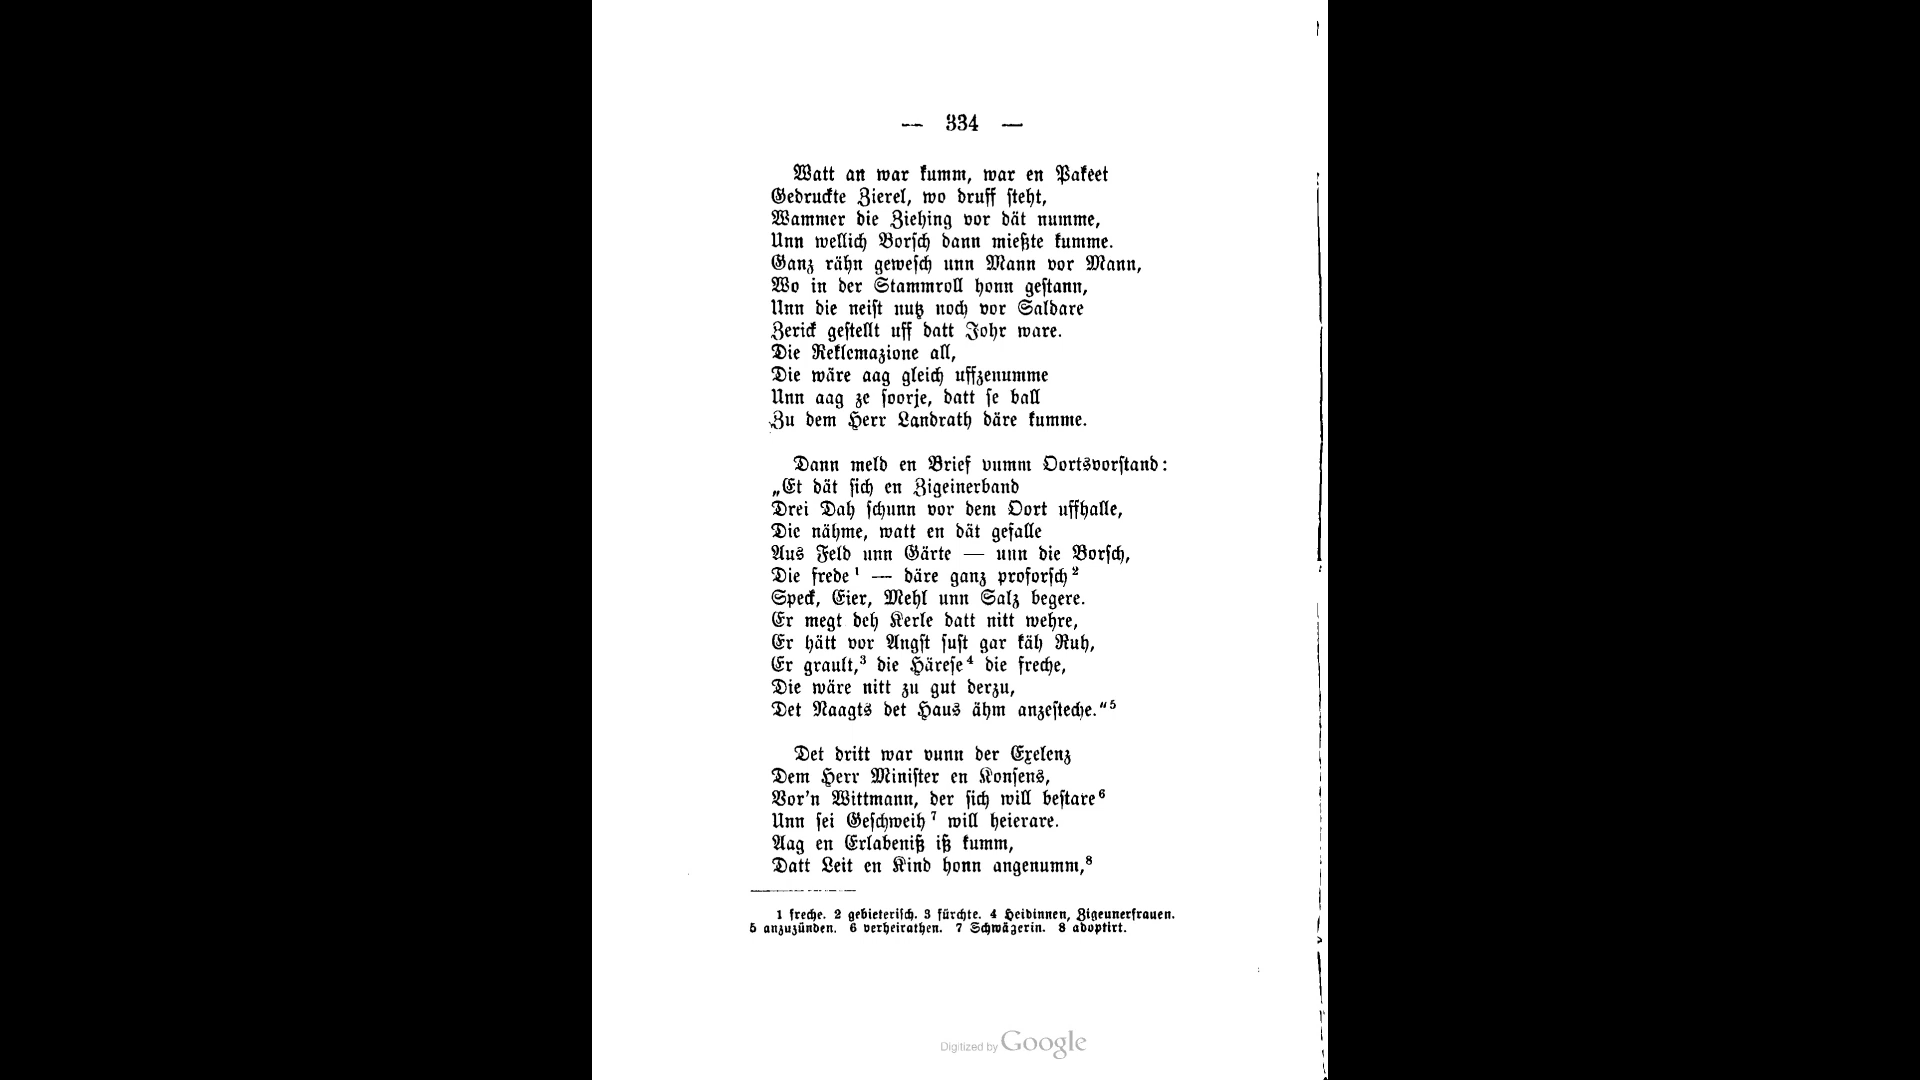 — 334 —
Watt an war kumm, war en Pakeet
Gedruckte Zierel, wo druff steht,
Wammer die Ziehing vor dät numme,
Unn wellich Borsch dann mießte kumme.
Ganz rähn gewesch unn Mann vor Mann,
Wo in der Stammroll honn gestann,
Unn die neist nutz noch vor Saldare
Zerick gestellt uff datt Johr ware.
Die Reklemazione all,
Die wäre aag gleich uffzenumme
Unn aag ze soorje, datt se ball
Zu dem Herr Landrath däre kumme.
Dann meld en Brief vumm Oortsvorstand:
„Et dät sich en Zigeinerband
Drei Dah schunn vor dem Oort uffhalle,
Die nähme, watt en dät gefalle
Aus Feld unn Gärte — unn die Borsch,
Die frede¹ — däre ganz proforsch²
Speck, Eier, Mehl unn Salz begere.
Er megt deh Kerle datt nitt wehre,
Er hätt vor Angst sust gar käh Ruh,
Er grault,³ die Härese⁴ die freche,
Die wäre nitt zu gut derzu,
Det Naagts det Haus ähm anzesteche.“⁵
Det dritt war vunn der Exelenz
Dem Herr Minister en Konsens,
Vor'n Wittmann, der sich will bestare⁶
Unn sei Geschweih⁷ will heierare.
Aag en Erlabeniß iß kumm,
Datt Leit en Kind honn angenumm,⁸
1 freche. 2 gebieterisch. 3 fürchte. 4 Heidinnen, Zigeunerfrauen.
5 anzuzünden. 6 verheirathen. 7 Schwägerin. 8 adoptirt.
Digitized by Google